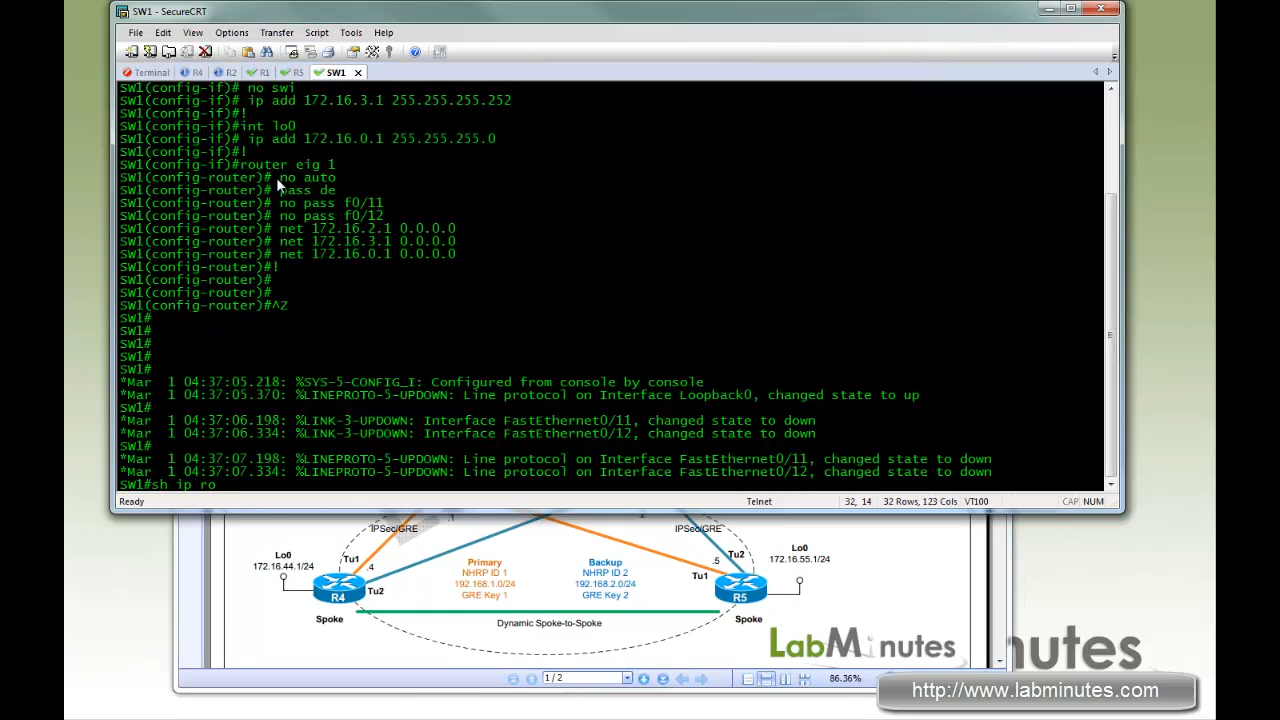 SW1 - SecureCRT
File Edit View Options Transfer Script Tools Help
Terminal R4 R2 R1 R5 SW1
SW1(config-if)# no swi
SW1(config-if)# ip add 172.16.3.1 255.255.255.252
SW1(config-if)#!
SW1(config-if)#int lo0
SW1(config-if)# ip add 172.16.0.1 255.255.255.0
SW1(config-if)#!
SW1(config-if)#router eig 1
SW1(config-router)# no auto
SW1(config-router)# pass de
SW1(config-router)# no pass f0/11
SW1(config-router)# no pass f0/12
SW1(config-router)# net 172.16.2.1 0.0.0.0
SW1(config-router)# net 172.16.3.1 0.0.0.0
SW1(config-router)# net 172.16.0.1 0.0.0.0
SW1(config-router)#!
SW1(config-router)#
SW1(config-router)#
SW1(config-router)#^Z
SW1#
SW1#
SW1#
SW1#
SW1#
*Mar 1 04:37:05.218: %SYS-5-CONFIG_I: Configured from console by console
*Mar 1 04:37:05.370: %LINEPROTO-5-UPDOWN: Line protocol on Interface Loopback0, changed state to up
SW1#
*Mar 1 04:37:06.198: %LINK-3-UPDOWN: Interface FastEthernet0/11, changed state to down
*Mar 1 04:37:06.334: %LINK-3-UPDOWN: Interface FastEthernet0/12, changed state to down
SW1#
*Mar 1 04:37:07.198: %LINEPROTO-5-UPDOWN: Line protocol on Interface FastEthernet0/11, changed state to down
*Mar 1 04:37:07.334: %LINEPROTO-5-UPDOWN: Line protocol on Interface FastEthernet0/12, changed state to down
SW1#sh ip ro
Ready Telnet 32, 14 32 Rows, 123 Cols VT100 CAP NUM
IPSec/GRE IPSec/GRE
Lo0 Tu1 Tu2 Lo0
172.16.44.1/24 172.16.55.1/24
.4 .5
Primary Backup
NHRP ID 1 NHRP ID 2
192.168.1.0/24 192.168.2.0/24
GRE Key 1 GRE Key 2
R4 Tu2 Tu1 R5
Spoke Spoke
Dynamic Spoke-to-Spoke
LabMinutes
nutes
1 / 2 86.36%
http://www.labminutes.com